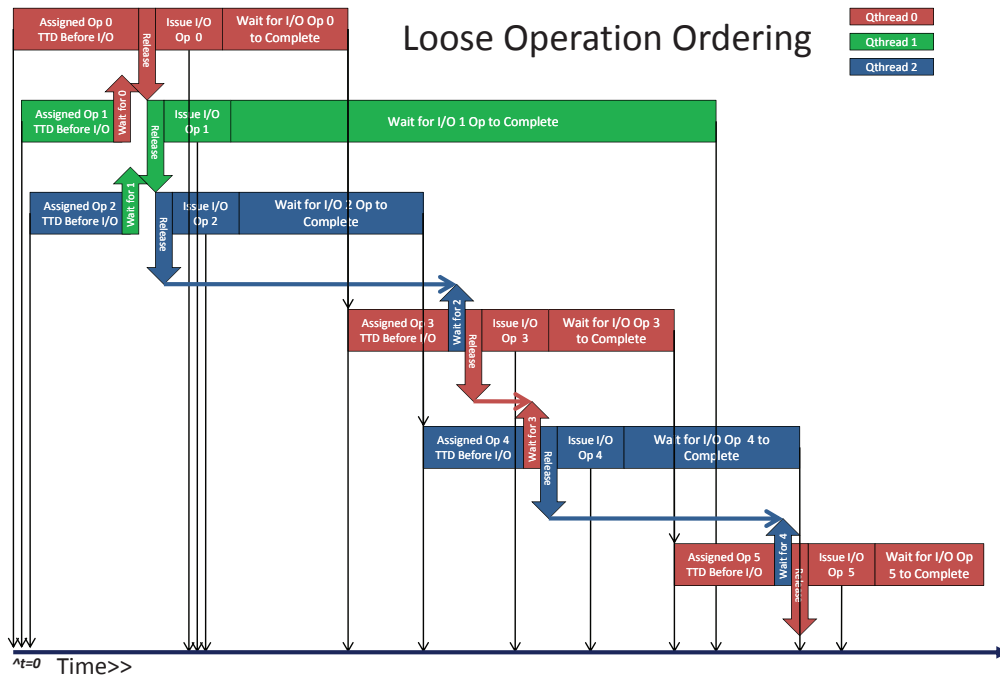 Loose Operation Ordering
Qthread 0
Qthread 1
Qthread 2
Assigned Op 0
TTD Before I/O
Release
Issue I/O
Op 0
Wait for I/O Op 0
to Complete
Assigned Op 1
TTD Before I/O
Wait for 0
Release
Issue I/O
Op 1
Wait for I/O 1 Op to Complete
Assigned Op 2
TTD Before I/O
Wait for 1
Release
Issue I/O
Op 2
Wait for I/O 2 Op to
Complete
Assigned Op 3
TTD Before I/O
Wait for 2
Release
Issue I/O
Op 3
Wait for I/O Op 3
to Complete
Assigned Op 4
TTD Before I/O
Wait for 3
Release
Issue I/O
Op 4
Wait for I/O Op 4 to
Complete
Assigned Op 5
TTD Before I/O
Wait for 4
Release
Issue I/O
Op 5
Wait for I/O Op
5 to Complete
^t=0
Time>>